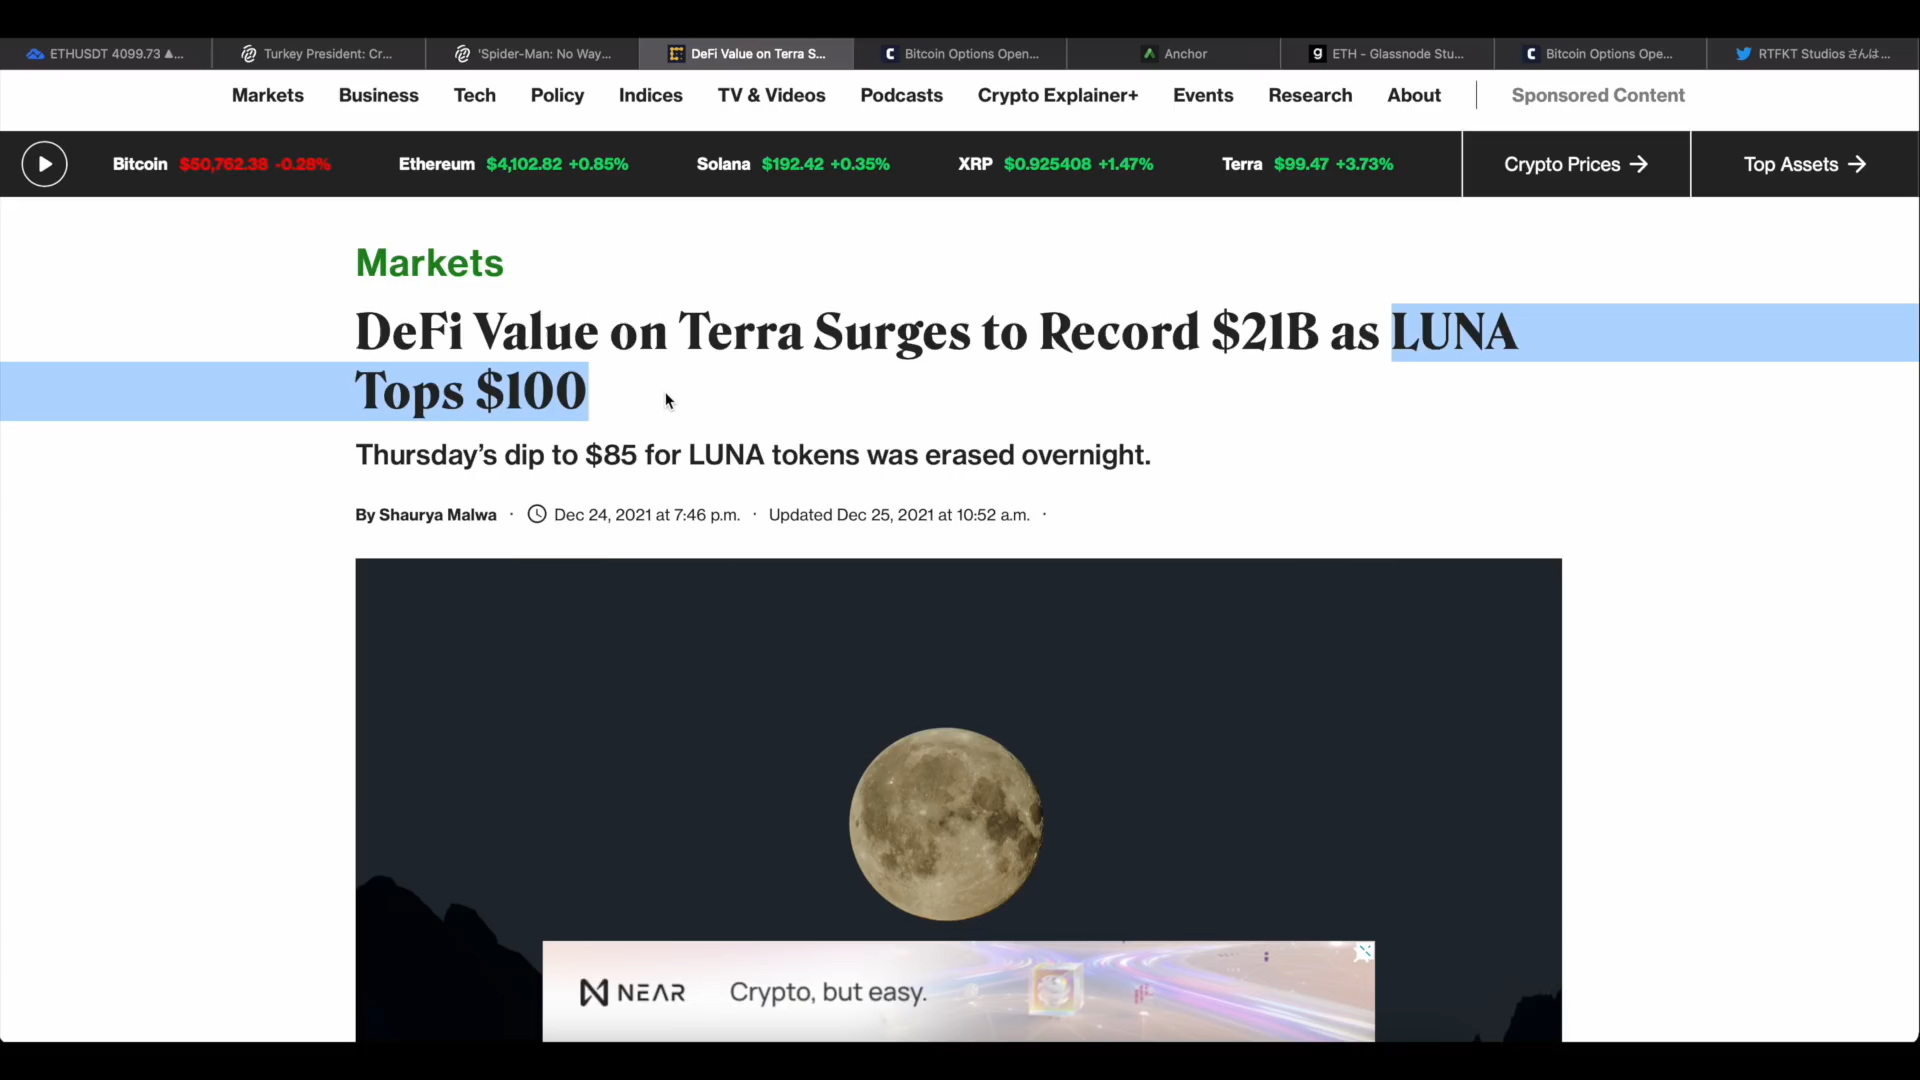 ETHUSDT 4099.73 ▲...
Turkey President: Cr...
'Spider-Man: No Way...
DeFi Value on Terra S...
Bitcoin Options Open...
Anchor
ETH - Glassnode Stu...
Bitcoin Options Ope...
RTFKT Studios さんは...
Markets Business Tech Policy Indices TV & Videos Podcasts Crypto Explainer+ Events Research About Sponsored Content
Bitcoin $50,762.38 -0.28% Ethereum $4,102.82 +0.85% Solana $192.42 +0.35% XRP $0.925408 +1.47% Terra $99.47 +3.73% Crypto Prices → Top Assets →
Markets
DeFi Value on Terra Surges to Record $21B as LUNA
Tops $100
Thursday’s dip to $85 for LUNA tokens was erased overnight.
By Shaurya Malwa · Dec 24, 2021 at 7:46 p.m. · Updated Dec 25, 2021 at 10:52 a.m. ·
NEAR Crypto, but easy.